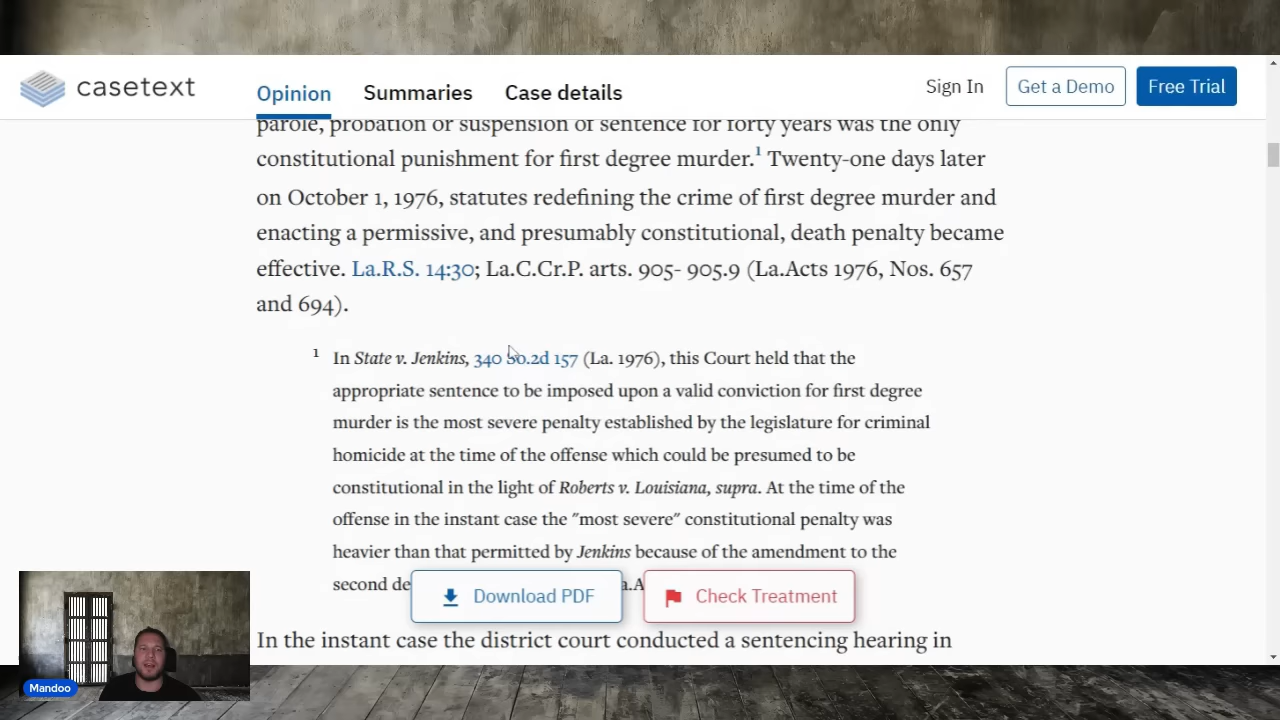 casetext
Opinion
Summaries
Case details
Sign In
Get a Demo
Free Trial
parole, probation or suspension of sentence for forty years was the only
constitutional punishment for first degree murder.1 Twenty-one days later
on October 1, 1976, statutes redefining the crime of first degree murder and
enacting a permissive, and presumably constitutional, death penalty became
effective. La.R.S. 14:30; La.C.Cr.P. arts. 905- 905.9 (La.Acts 1976, Nos. 657
and 694).
1 In State v. Jenkins, 340 So.2d 157 (La. 1976), this Court held that the
appropriate sentence to be imposed upon a valid conviction for first degree
murder is the most severe penalty established by the legislature for criminal
homicide at the time of the offense which could be presumed to be
constitutional in the light of Roberts v. Louisiana, supra. At the time of the
offense in the instant case the "most severe" constitutional penalty was
heavier than that permitted by Jenkins because of the amendment to the
second de
Download PDF
Check Treatment
In the instant case the district court conducted a sentencing hearing in
Mandoo